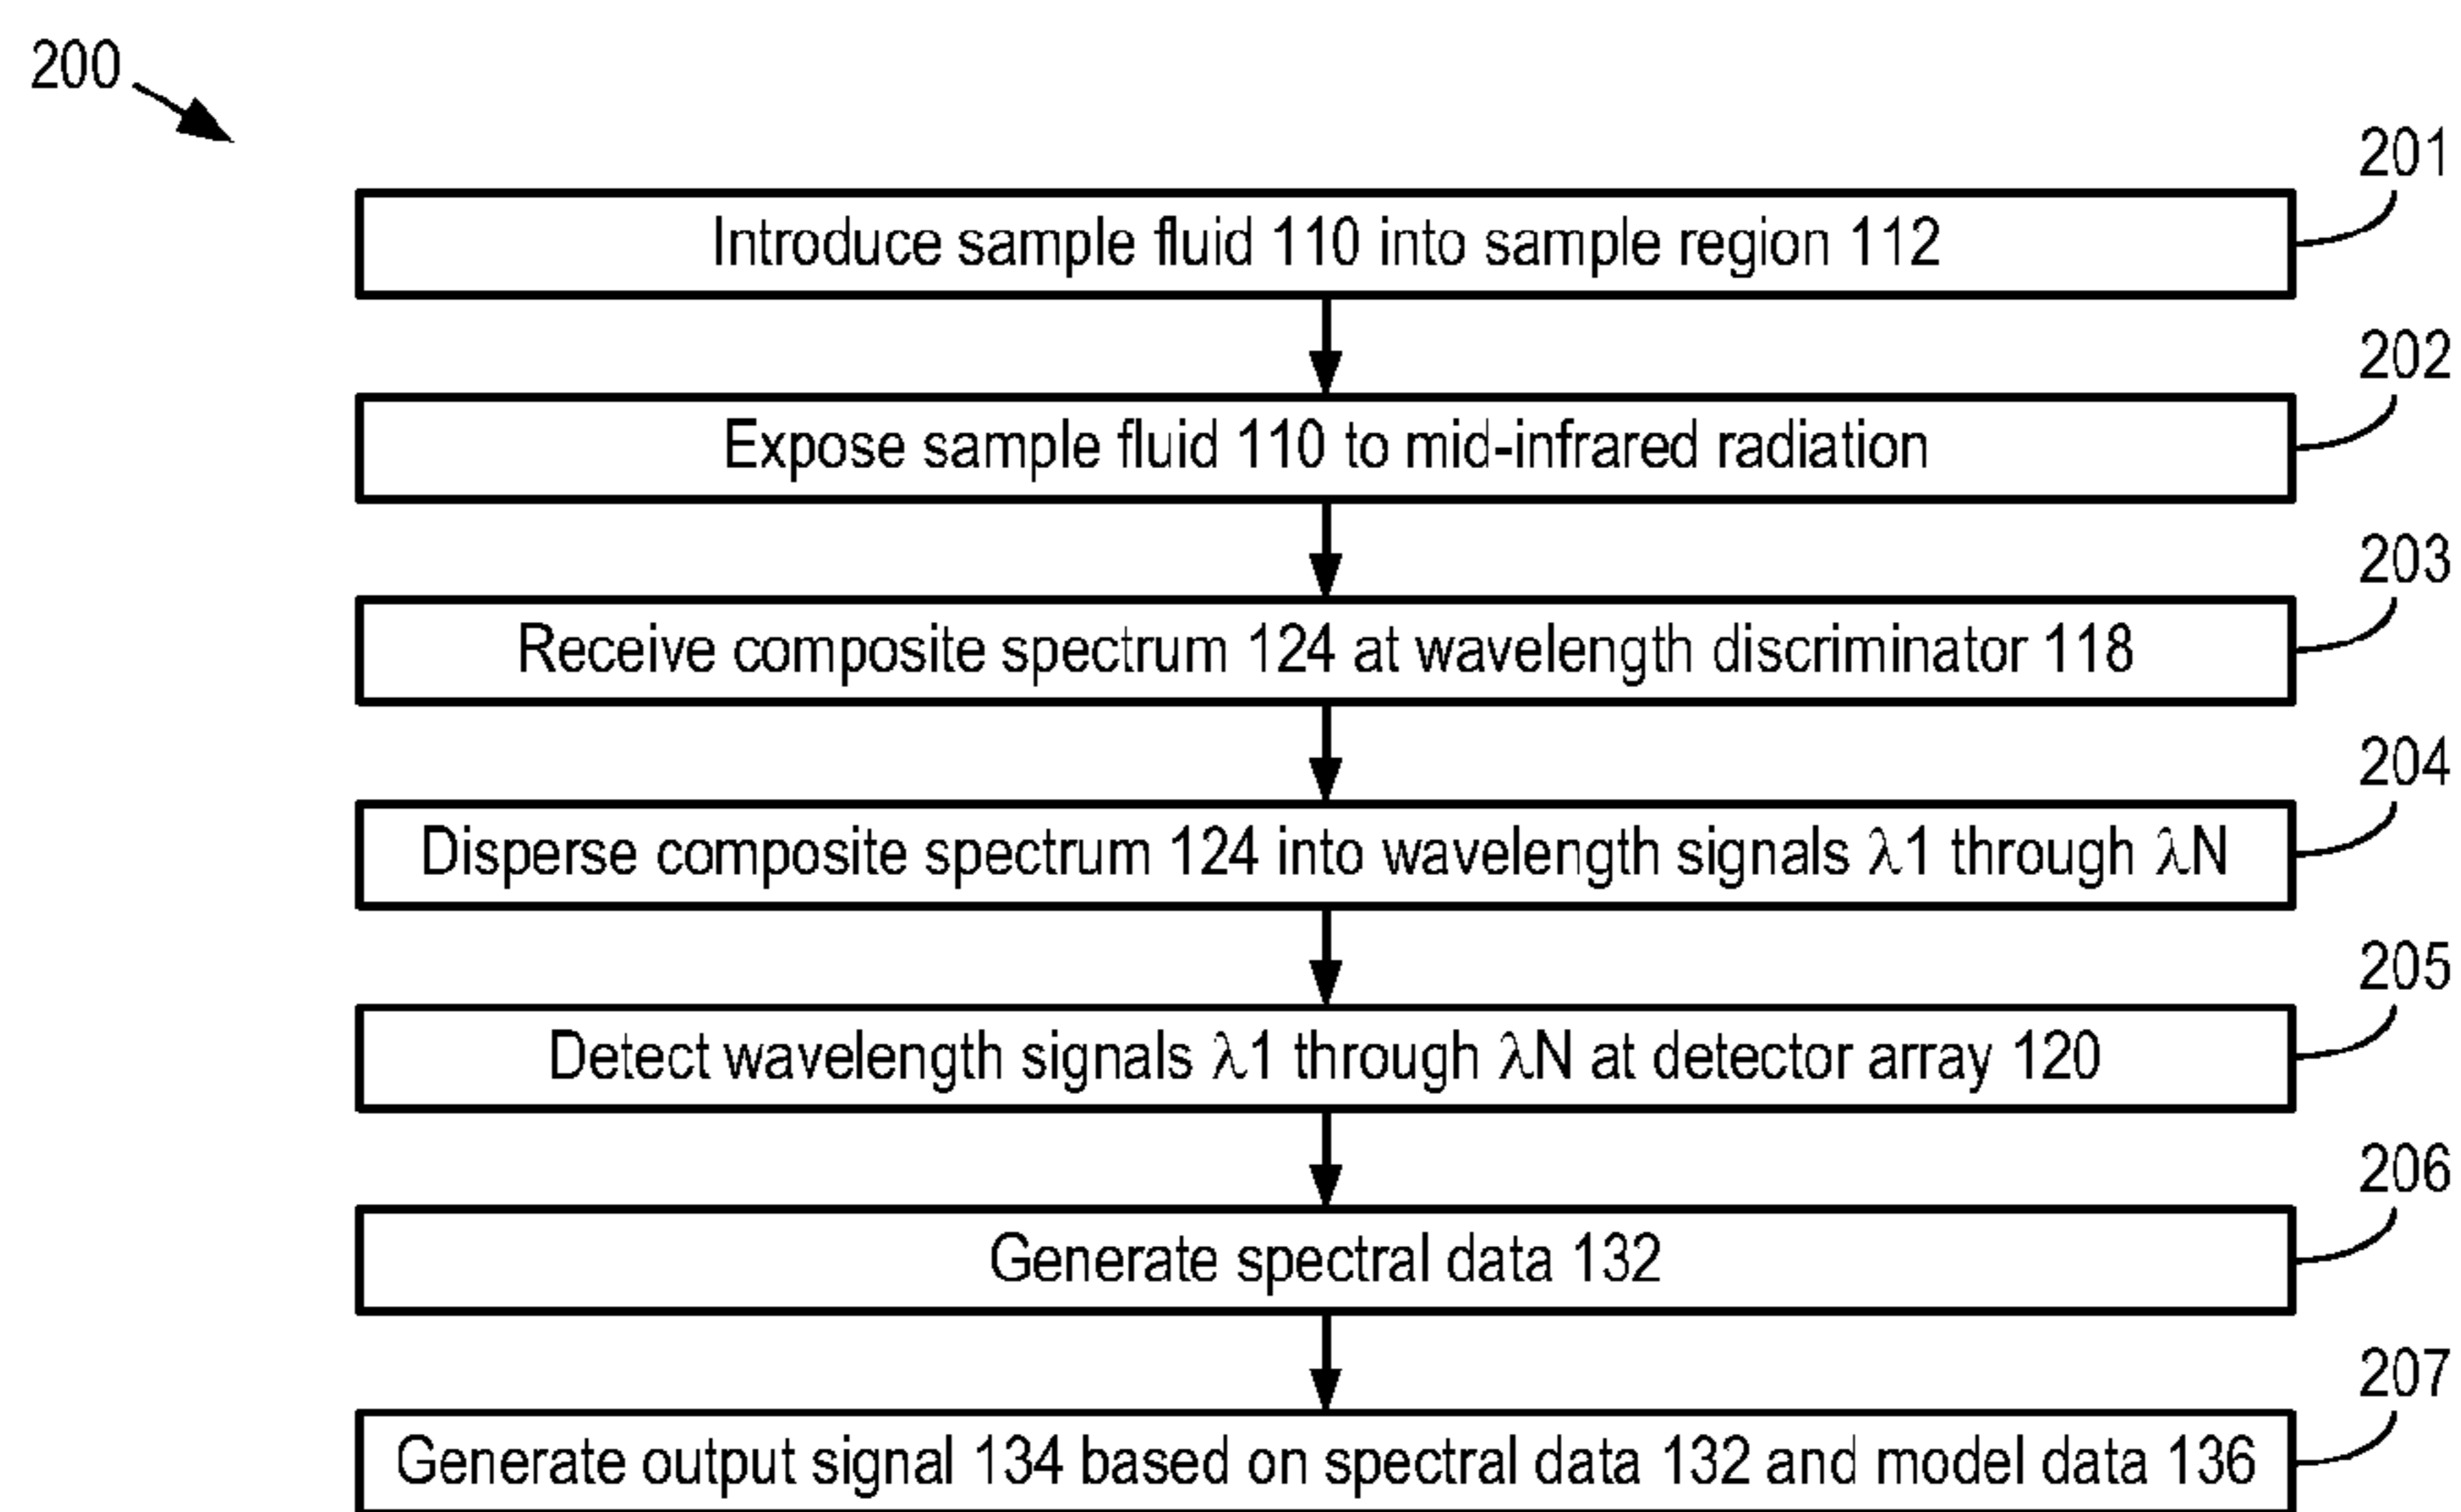 200
201
Introduce sample fluid 110 into sample region 112
202
Expose sample fluid 110 to mid-infrared radiation
203
Receive composite spectrum 124 at wavelength discriminator 118
204
Disperse composite spectrum 124 into wavelength signals λ1 through λN
205
Detect wavelength signals λ1 through λN at detector array 120
206
Generate spectral data 132
207
Generate output signal 134 based on spectral data 132 and model data 136